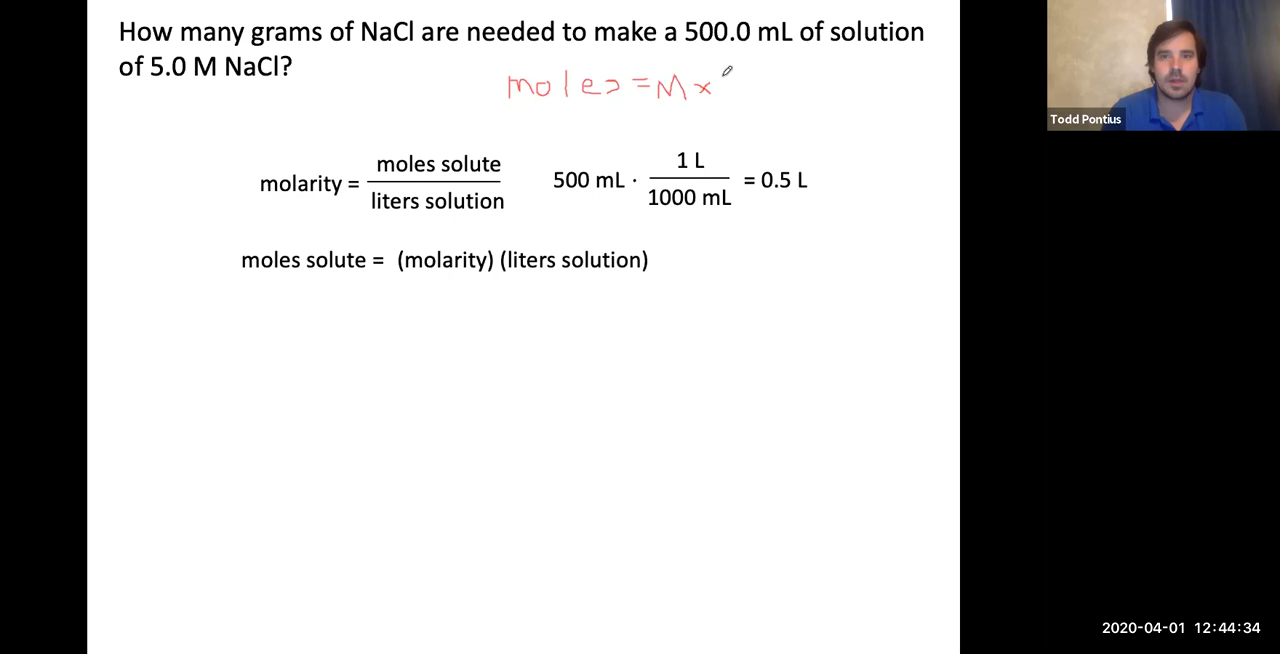 How many grams of NaCl are needed to make a 500.0 mL of solution
of 5.0 M NaCl?
moles = M x
molarity = moles solute / liters solution
500 mL · 1 L / 1000 mL = 0.5 L
moles solute = (molarity) (liters solution)
Todd Pontius
2020-04-01 12:44:34